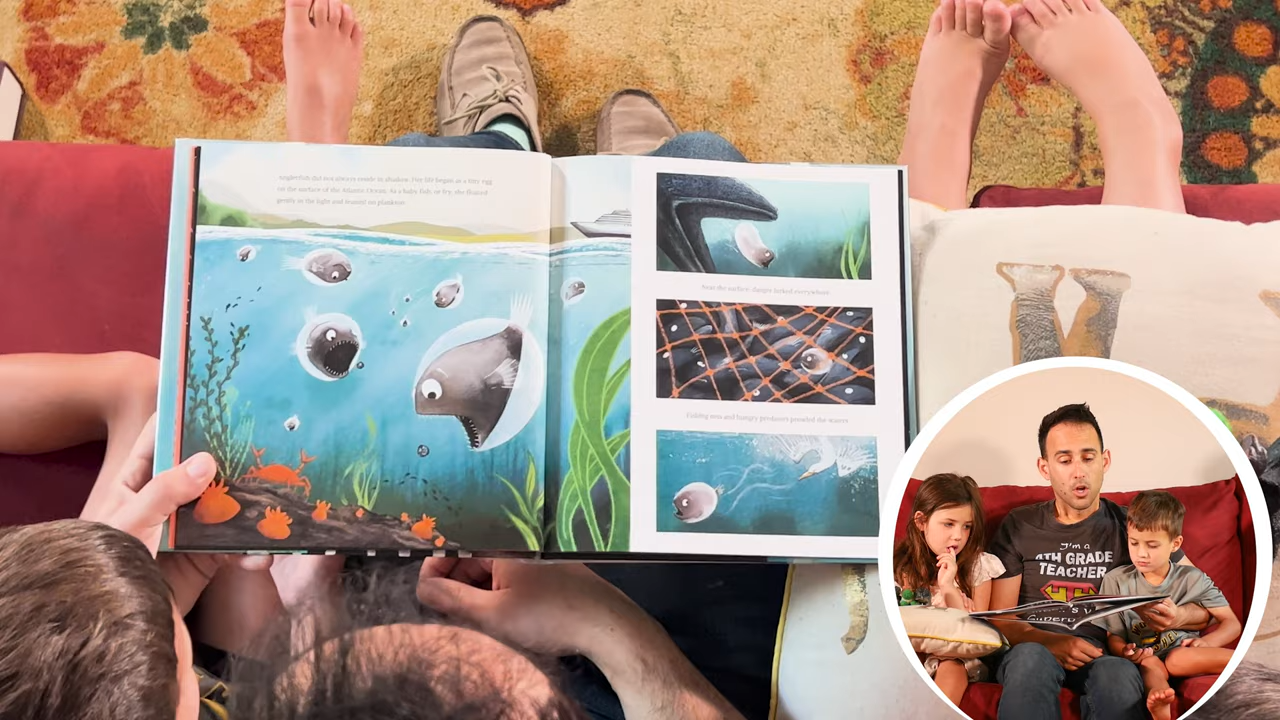 anglerfish did not always reside in shadow. Her life began as a tiny egg
on the surface of the Atlantic Ocean. As a baby fish, or fry, she floated
gently in the light and feasted on plankton.
Near the surface, danger lurked everywhere.
Fishing nets and hungry predators prowled the waters.
I'm a
4TH GRADE
TEACHER